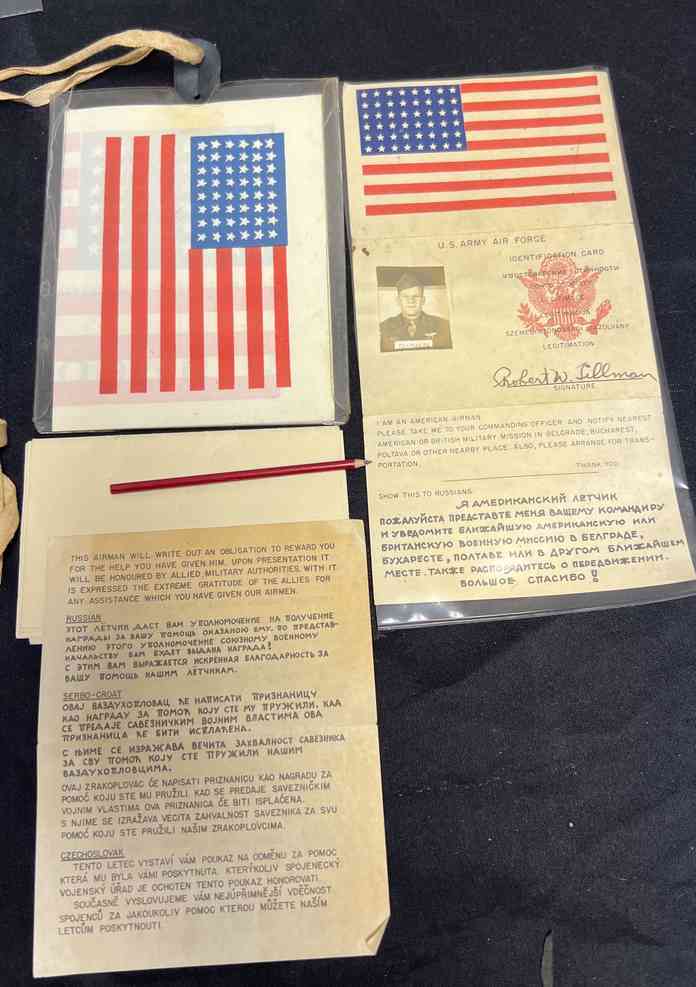 U.S. ARMY AIR FORCE
IDENTIFICATION CARD
LEGITIMATION
Robert W. Tillman
SIGNATURE
I AM AN AMERICAN AIRMAN.
PLEASE TAKE ME TO YOUR COMMANDING OFFICER AND NOTIFY NEAREST
AMERICAN OR BRITISH MILITARY MISSION IN BELGRADE, BUCHAREST,
POLTAVA OR OTHER NEARBY PLACE. ALSO, PLEASE ARRANGE FOR TRANS-
PORTATION.
THANK YOU.
SHOW THIS TO RUSSIANS
Я АМЕРИКАНСКИЙ ЛЕТЧИК
ПОЖАЛУЙСТА ПРЕДСТАВТЕ МЕНЯ ВАШЕМУ КОМАНДИРУ
И УВЕДОМИТЕ БЛИЖАЙШУЮ АМЕРИКАНСКУЮ ИЛИ
БРИТАНСКУЮ ВОЕННУЮ МИССИЮ В БЕЛГРАДЕ,
БУХАРЕСТЕ, ПОЛТАВЕ ИЛИ В ДРУГОМ БЛИЖАЙШЕМ
МЕСТЕ. ТАКЖЕ РАСПОРЯДИТЕСЬ О ПЕРЕДВИЖЕНИИ.
БОЛЬШОЕ СПАСИБО!
THIS AIRMAN WILL WRITE OUT AN OBLIGATION TO REWARD YOU
FOR THE HELP YOU HAVE GIVEN HIM. UPON PRESENTATION IT
WILL BE HONOURED BY ALLIED MILITARY AUTHORITIES. WITH IT
IS EXPRESSED THE EXTREME GRATITUDE OF THE ALLIES FOR
ANY ASSISTANCE WHICH YOU HAVE GIVEN OUR AIRMEN.
RUSSIAN
ЭТОТ ЛЕТЧИК ДАСТ ВАМ УПОЛНОМОЧЕНИЕ НА ПОЛУЧЕНИЕ
НАГРАДЫ ЗА ВАШУ ПОМОЩЬ ОКАЗАНОЮ ЕМУ. ПО ПРЕДСТАВ-
ЛЕНИЮ ЭТОГО УПОЛНОМОЧЕНИЕ СОЮЗНОМУ ВОЕННОМУ
НАЧАЛЬСТВУ ВАМ БУДЕТ ВЫДАНА НАГРАДА!
С ЭТИМ ВАМ ВЫРАЖАЕТСЯ ИСКРЕННАЯ БЛАГОДАРНОСТЬ ЗА
ВАШУ ПОМОЩЬ НАШИМ ЛЕТЧИКАМ.
SERBO-CROAT
ОВАЈ ВАЗДУХОПЛОВАЦ ЋЕ НАПИСАТИ ПРИЗНАНИЦУ
КАО НАГРАДУ ЗА ПОМОЋ КОЈУ СТЕ МУ ПРУЖИЛИ, КАД
СЕ ПРЕДАЈЕ САВЕЗНИЧКИМ ВОЈНИМ ВЛАСТИМА ОВА
ПРИЗНАНИЦА ЋЕ БИТИ ИСПЛАЋЕНА.
С ЊИМЕ СЕ ИЗРАЖАВА ВЕЧИТА ЗАХВАЛНОСТ САВЕЗНИКА
ЗА СВУ ПОМОЋ КОЈУ СТЕ ПРУЖИЛИ НАШИМ
ВАЗДУХОПЛОВЦИМА.
OVAJ ZRAKOPLOVAC ĆE NAPISATI PRIZNANICU KAO NAGRADU ZA
POMOĆ KOJU STE MU PRUŽILI. KAD SE PREDAJE SAVEZNIČKIM
VOJNIM VLASTIMA OVA PRIZNANICA ĆE BITI ISPLAĆENA.
S NJIME SE IZRAŽAVA VEČITA ZAHVALNOST SAVEZNIKA ZA SVU
POMOĆ KOJU STE PRUŽILI NAŠIM ZRAKOPLOVCIMA.
CZECHOSLOVAK
TENTO LETEC VYSTAVÍ VÁM POUKAZ NA ODMĚNU ZA POMOC
KTERÁ MU BYLA VÁMI POSKYTNUTA. KTERÝKOLIV SPOJENECKÝ
VOJENSKÝ ÚŘAD JE OCHOTEN TENTO POUKAZ HONOROVATI.
SOUČASNĚ VYSLOVUJEME VÁM NEJÚPŘIMNĚJŠÍ VDĚČNOST
SPOJENCŮ ZA JAKOUKOLIV POMOC KTEROU MŮŽETE NAŠÍM
LETCŮM POSKYTNOUTI.